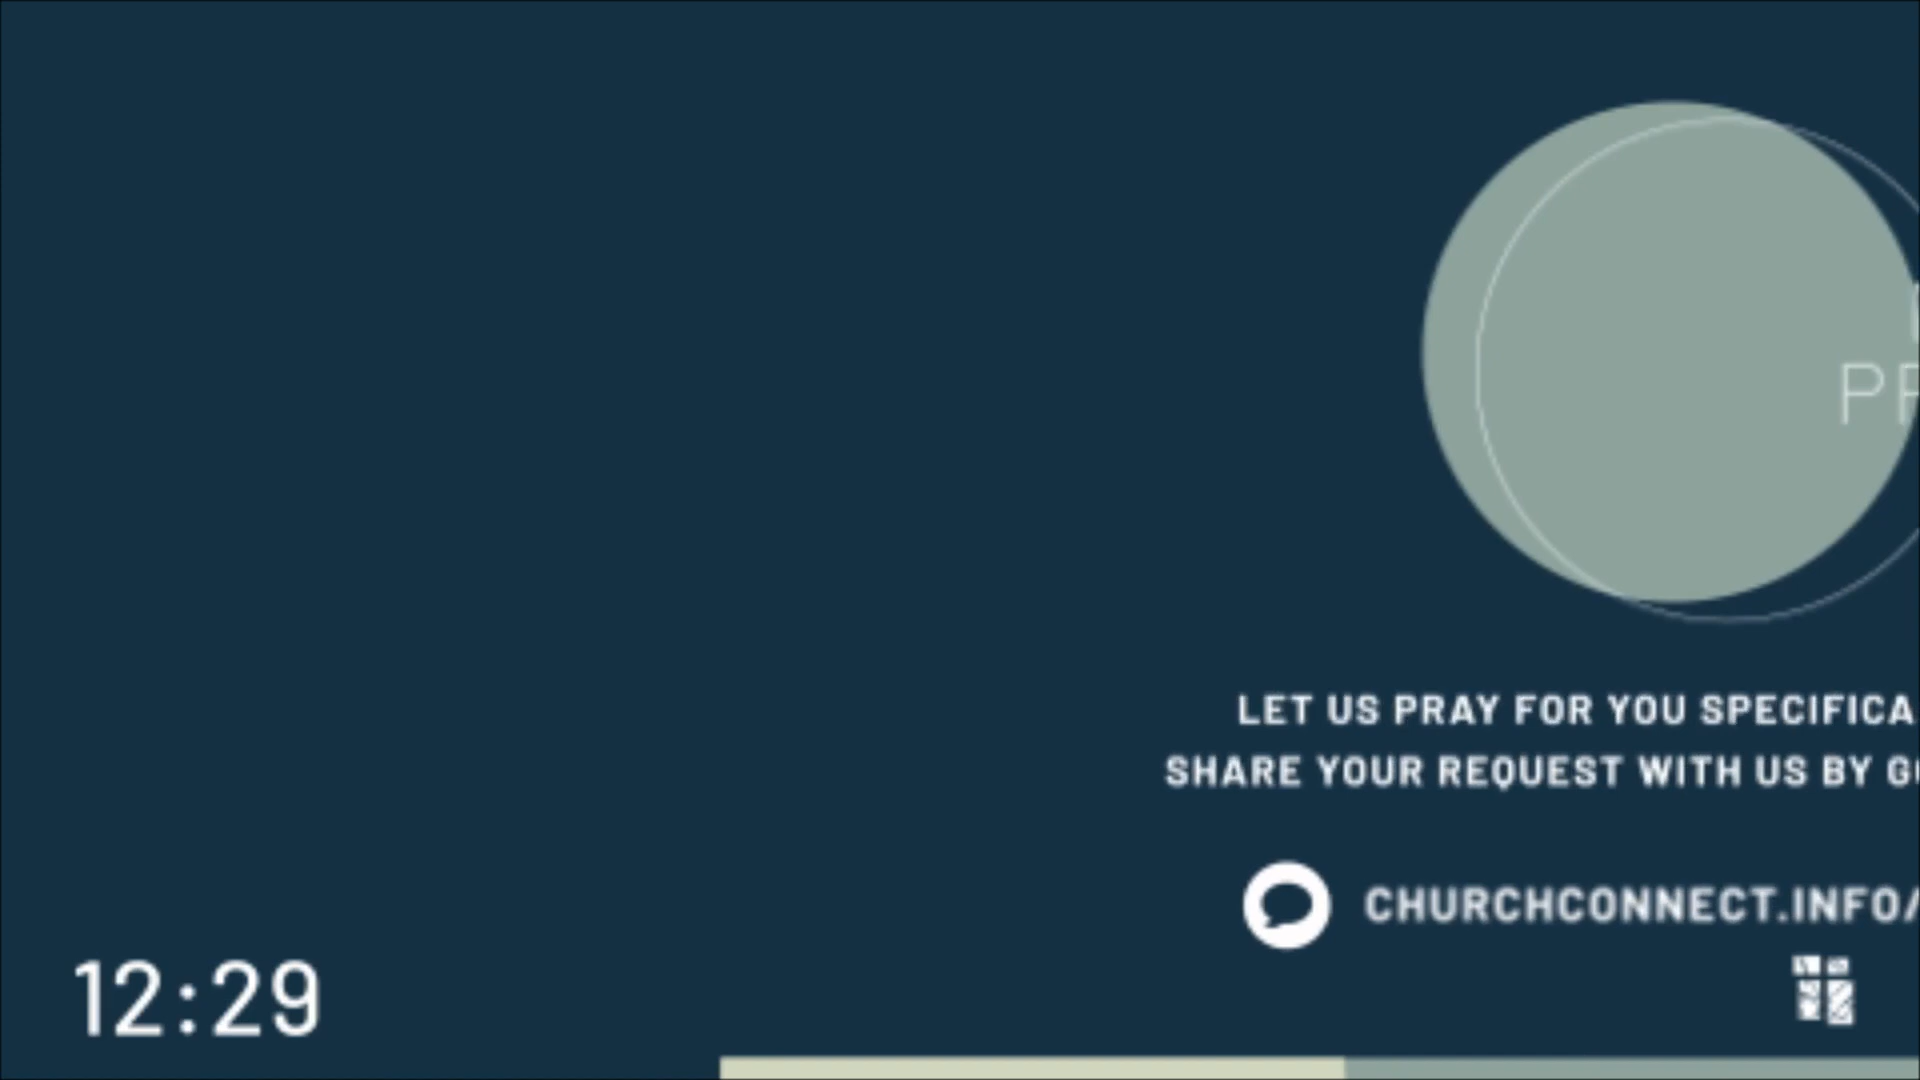 LET US PRAY FOR YOU SPECIFICA
SHARE YOUR REQUEST WITH US BY
CHURCHCONNECT.INFO/
12:29